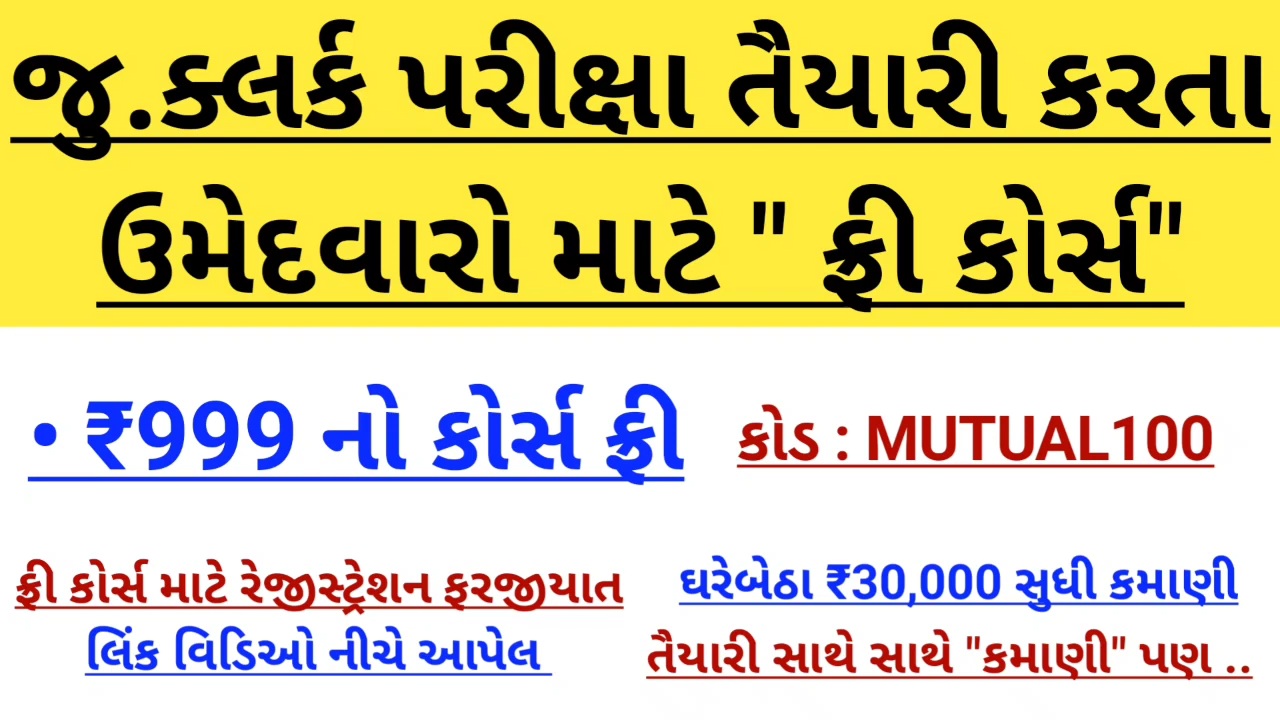 જુ.ક્લર્ક પરીક્ષા તૈયારી કરતા
ઉમેદવારો માટે " ફ્રી કોર્સ"
• ₹999 નો કોર્સ ફ્રી
કોડ : MUTUAL100
ફ્રી કોર્સ માટે રેજીસ્ટ્રેશન ફરજીયાત
લિંક વિડિઓ નીચે આપેલ
ઘરેબેઠા ₹30,000 સુધી કમાણી
તૈયારી સાથે સાથે "કમાણી" પણ ..